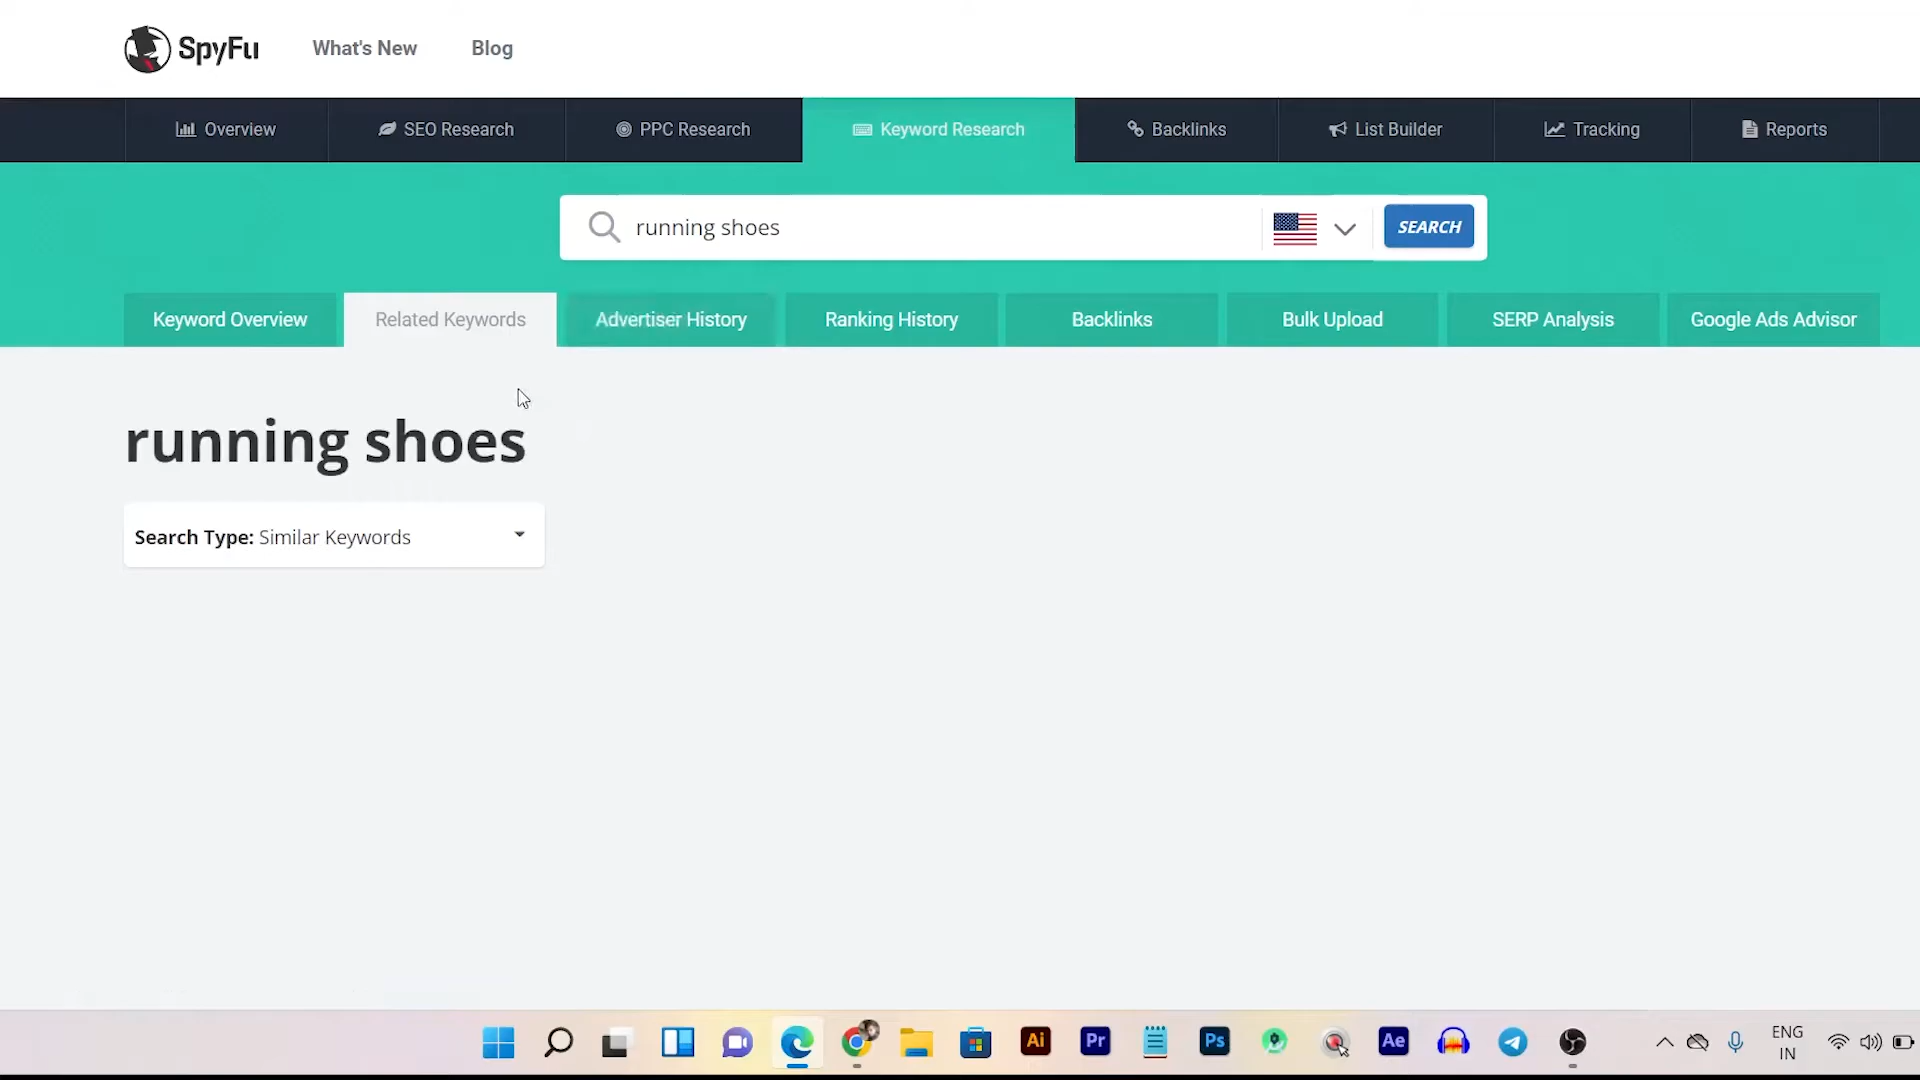 SpyFu What's New Blog
Overview SEO Research PPC Research Keyword Research Backlinks List Builder Tracking Reports
running shoes SEARCH
Keyword Overview Related Keywords Advertiser History Ranking History Backlinks Bulk Upload SERP Analysis Google Ads Advisor
running shoes
Search Type: Similar Keywords
Ai Pr Ps Ae ENG
IN